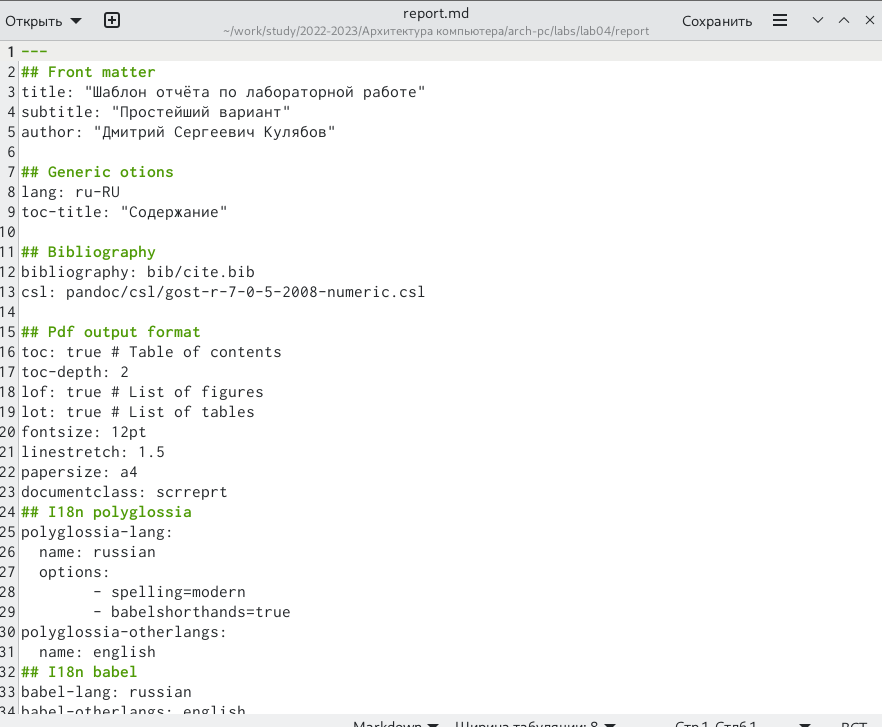 Открыть
report.md
~/work/study/2022-2023/Архитектура компьютера/arch-pc/labs/lab04/report
Сохранить
1 ---
2 ## Front matter
3 title: "Шаблон отчёта по лабораторной работе"
4 subtitle: "Простейший вариант"
5 author: "Дмитрий Сергеевич Кулябов"
6
7 ## Generic otions
8 lang: ru-RU
9 toc-title: "Содержание"
10
11 ## Bibliography
12 bibliography: bib/cite.bib
13 csl: pandoc/csl/gost-r-7-0-5-2008-numeric.csl
14
15 ## Pdf output format
16 toc: true # Table of contents
17 toc-depth: 2
18 lof: true # List of figures
19 lot: true # List of tables
20 fontsize: 12pt
21 linestretch: 1.5
22 papersize: a4
23 documentclass: scrreprt
24 ## I18n polyglossia
25 polyglossia-lang:
26   name: russian
27   options:
28         - spelling=modern
29         - babelshorthands=true
30 polyglossia-otherlangs:
31   name: english
32 ## I18n babel
33 babel-lang: russian
34 babel-otherlangs: english
Markdown Ширина табуляции: 8 Стр 1, Стлб 1 ВСТ